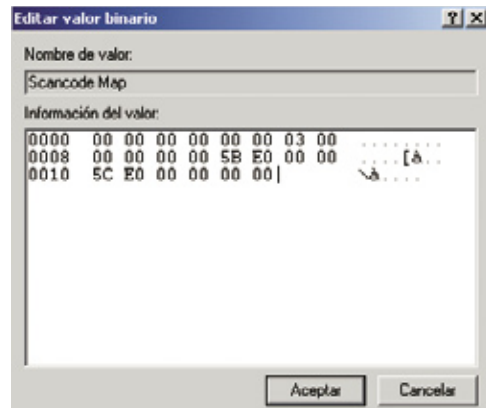 Editar valor binario
Nombre de valor:
Scancode Map
Información del valor:
0000 00 00 00 00 00 00 03 00 ........
0008 00 00 00 00 5B E0 00 00 ....[à..
0010 5C E0 00 00 00 00 \à....
Aceptar Cancelar